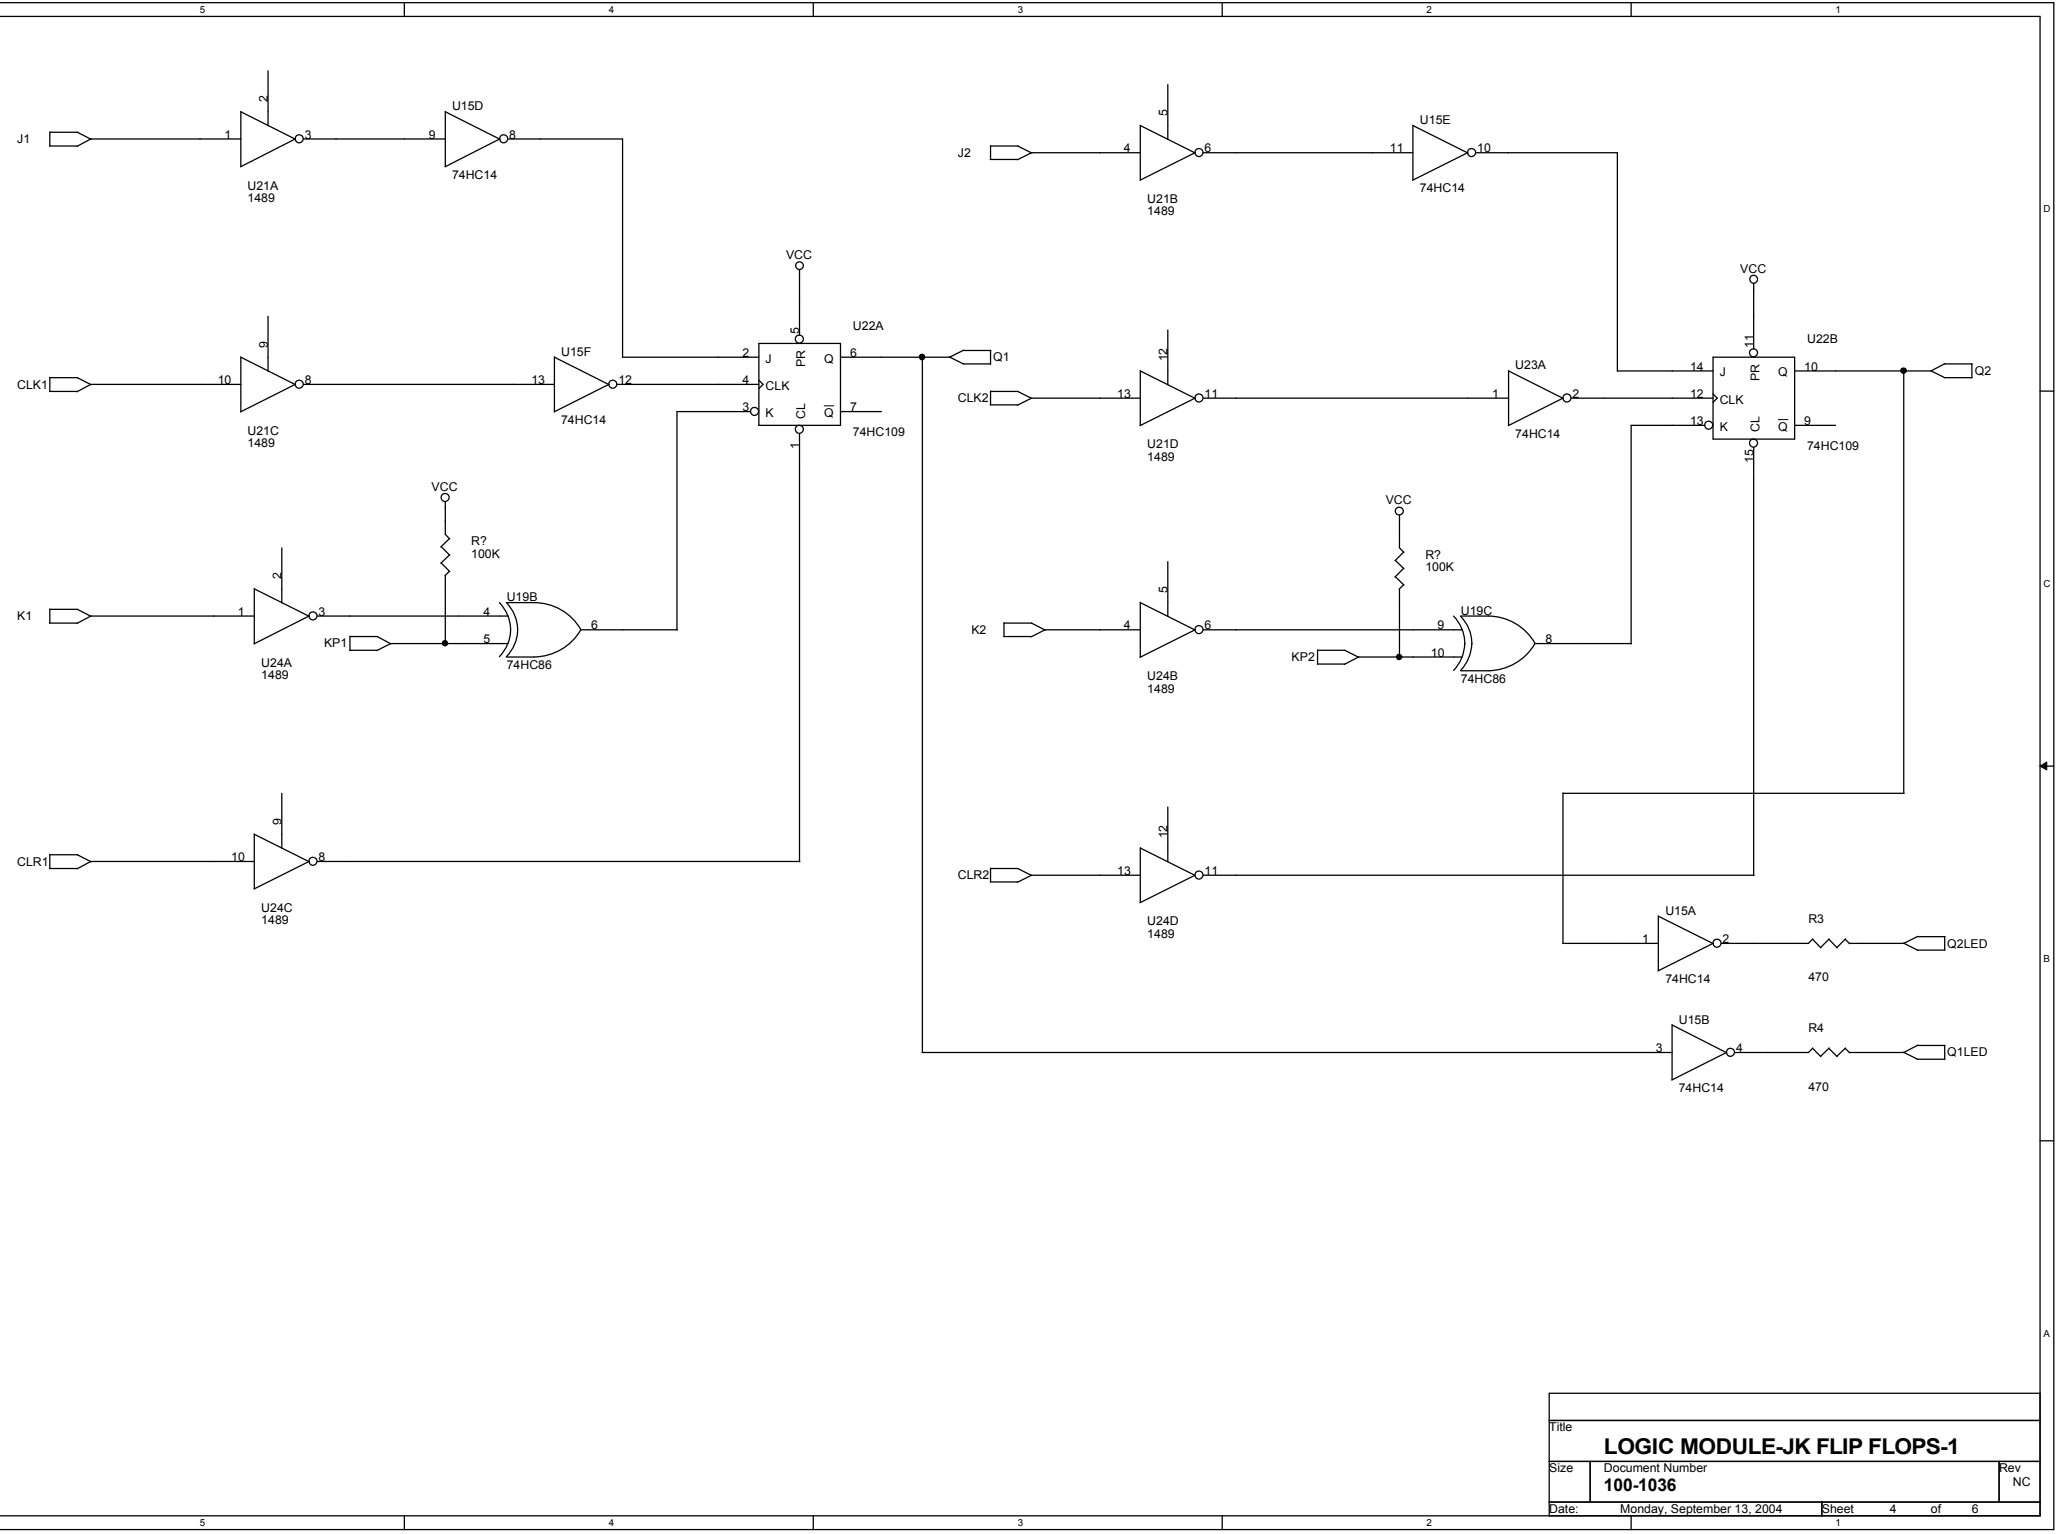 5 4 3 2 1
J1
1
2
3
U21A
1489
U15D
9
8
74HC14
J2
4
5
6
U21B
1489
U15E
11
10
74HC14
D
CLK1
10
9
8
U21C
1489
U15F
13
12
74HC14
VCC
5
U22A
2
J
PR
Q
6
4
CLK
3
K
CL
Q
7
1
74HC109
Q1
CLK2
13
12
11
U21D
1489
U23A
1
2
74HC14
VCC
11
U22B
14
J
PR
Q
10
12
CLK
13
K
CL
Q
9
15
74HC109
Q2
K1
1
2
3
U24A
1489
VCC
R?
100K
KP1
U19B
4
5
6
74HC86
K2
4
5
6
U24B
1489
VCC
R?
100K
KP2
U19C
9
10
8
74HC86
C
CLR1
10
9
8
U24C
1489
CLR2
13
12
11
U24D
1489
U15A
1
2
74HC14
R3
470
Q2LED
B
U15B
3
4
74HC14
R4
470
Q1LED
A
Title
LOGIC MODULE-JK FLIP FLOPS-1
Size Document Number Rev
100-1036 NC
Date: Monday, September 13, 2004 Sheet 4 of 6
5 4 3 2 1